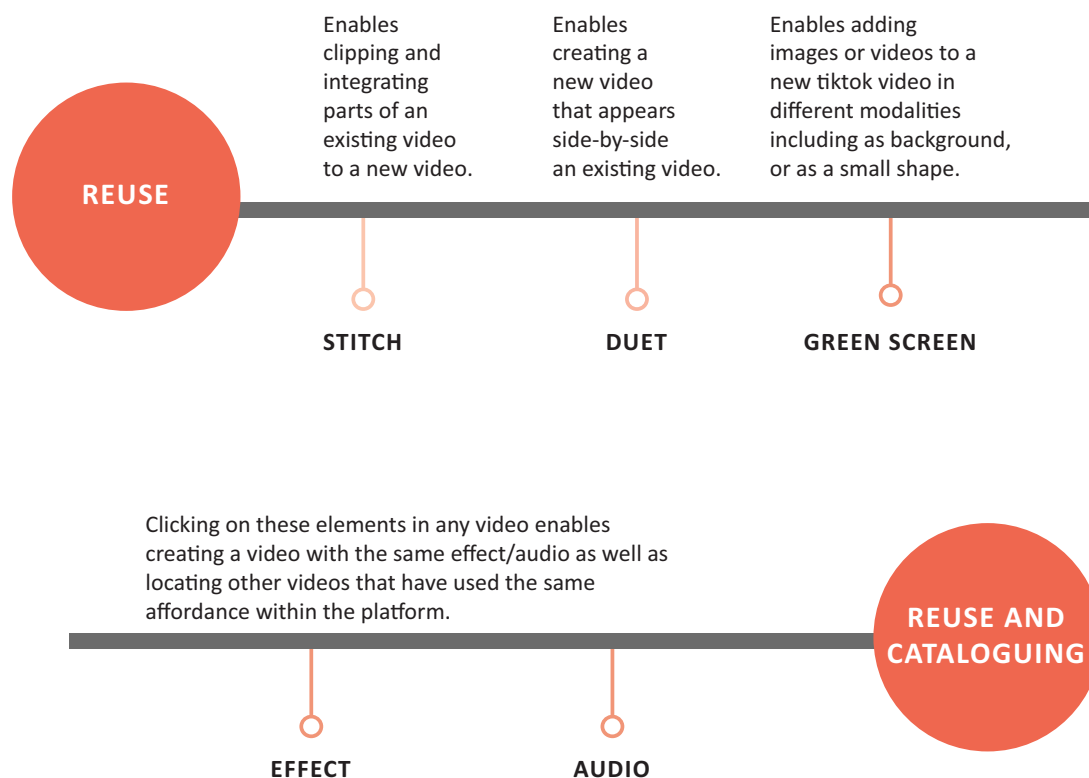 REUSE
Enables
clipping and
integrating
parts of an
existing video
to a new video.
Enables
creating a
new video
that appears
side-by-side
an existing video.
Enables adding
images or videos to a
new tiktok video in
different modalities
including as background,
or as a small shape.
STITCH
DUET
GREEN SCREEN
Clicking on these elements in any video enables
creating a video with the same effect/audio as well as
locating other videos that have used the same
affordance within the platform.
REUSE AND
CATALOGUING
EFFECT
AUDIO